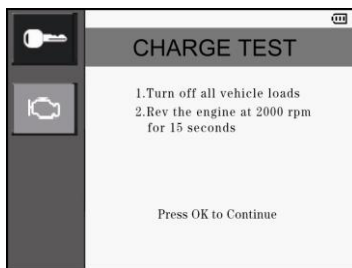 CHARGE TEST
1.Turn off all vehicle loads
2.Rev the engine at 2000 rpm
for 15 seconds
Press OK to Continue